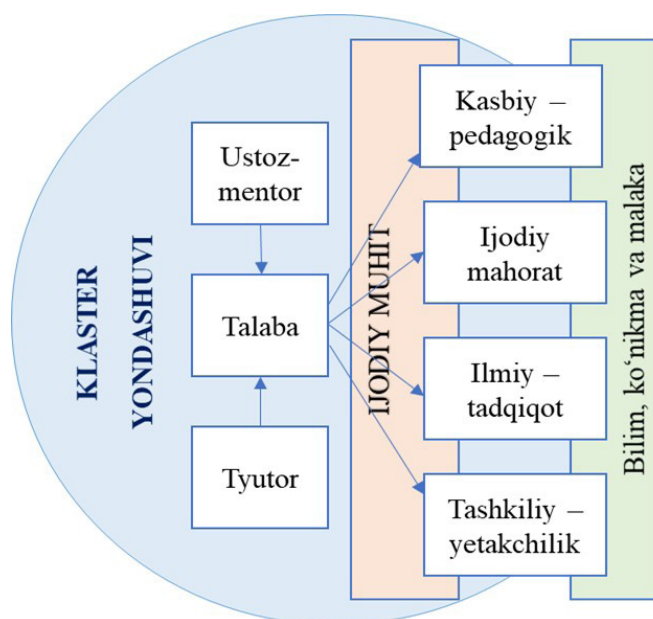 KLASTER
YONDASHUVI
Ustoz-
mentor
Talaba
Tyutor
IJODIY MUHIT
Kasbiy –
pedagogik
Ijodiy
mahorat
Ilmiy –
tadqiqot
Tashkiliy –
yetakchilik
Bilim, ko‘nikma va malaka